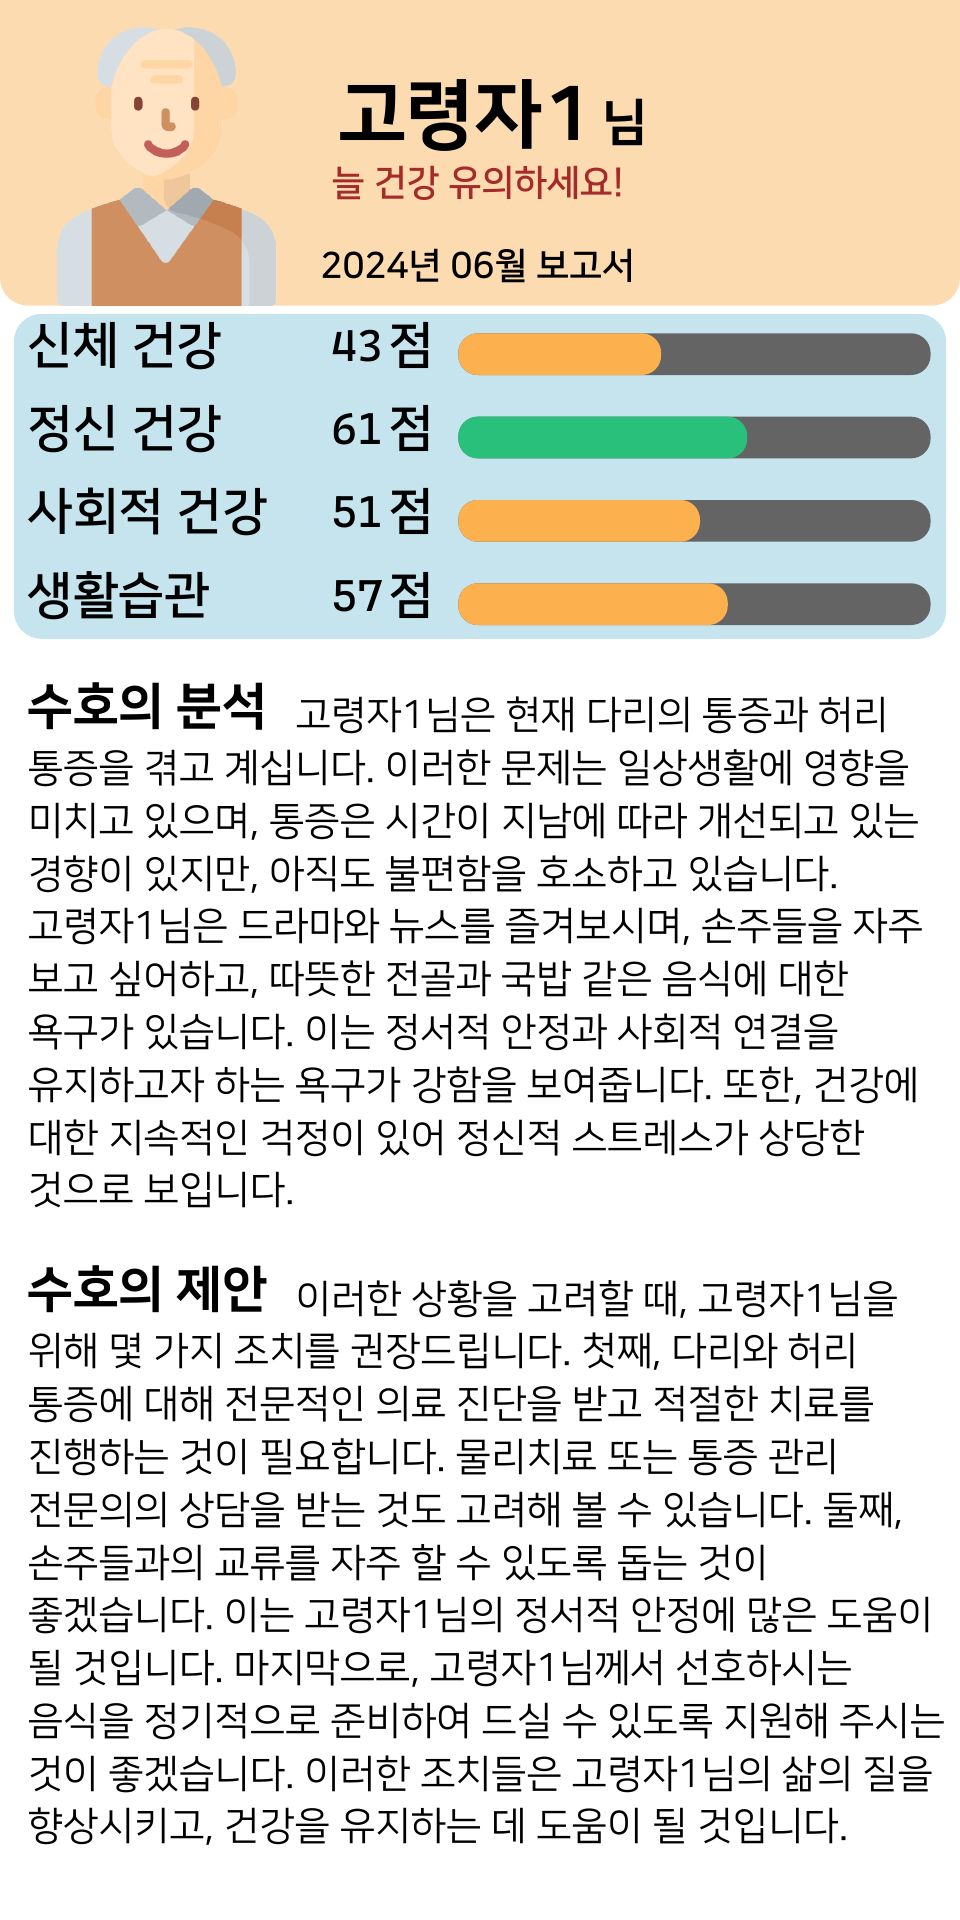 고령자1 님
늘 건강 유의하세요!
2024년 06월 보고서
신체 건강 43 점
정신 건강 61 점
사회적 건강 51 점
생활습관 57 점
수호의 분석 고령자1님은 현재 다리의 통증과 허리
통증을 겪고 계십니다. 이러한 문제는 일상생활에 영향을
미치고 있으며, 통증은 시간이 지남에 따라 개선되고 있는
경향이 있지만, 아직도 불편함을 호소하고 있습니다.
고령자1님은 드라마와 뉴스를 즐겨보시며, 손주들을 자주
보고 싶어하고, 따뜻한 전골과 국밥 같은 음식에 대한
욕구가 있습니다. 이는 정서적 안정과 사회적 연결을
유지하고자 하는 욕구가 강함을 보여줍니다. 또한, 건강에
대한 지속적인 걱정이 있어 정신적 스트레스가 상당한
것으로 보입니다.
수호의 제안 이러한 상황을 고려할 때, 고령자1님을
위해 몇 가지 조치를 권장드립니다. 첫째, 다리와 허리
통증에 대해 전문적인 의료 진단을 받고 적절한 치료를
진행하는 것이 필요합니다. 물리치료 또는 통증 관리
전문의의 상담을 받는 것도 고려해 볼 수 있습니다. 둘째,
손주들과의 교류를 자주 할 수 있도록 돕는 것이
좋겠습니다. 이는 고령자1님의 정서적 안정에 많은 도움이
될 것입니다. 마지막으로, 고령자1님께서 선호하시는
음식을 정기적으로 준비하여 드실 수 있도록 지원해 주시는
것이 좋겠습니다. 이러한 조치들은 고령자1님의 삶의 질을
향상시키고, 건강을 유지하는 데 도움이 될 것입니다.